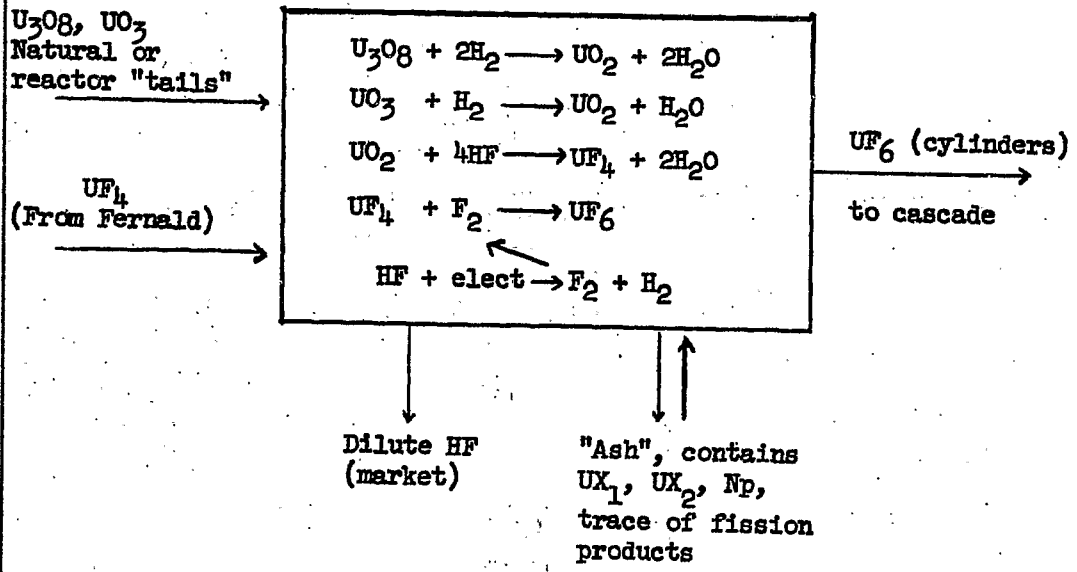 U₃O8, UO₃
Natural or
reactor "tails"
U₃O8 + 2H₂ → UO₂ + 2H₂O
UO₃ + H₂ → UO₂ + H₂O
UO₂ + 4HF → UF₄ + 2H₂O
UF₄ + F₂ → UF₆
HF + elect → F₂ + H₂
UF₄
(From Fernald)
UF₆ (cylinders)
to cascade
Dilute HF
(market)
"Ash", contains
UX₁, UX₂, Np,
trace of fission
products